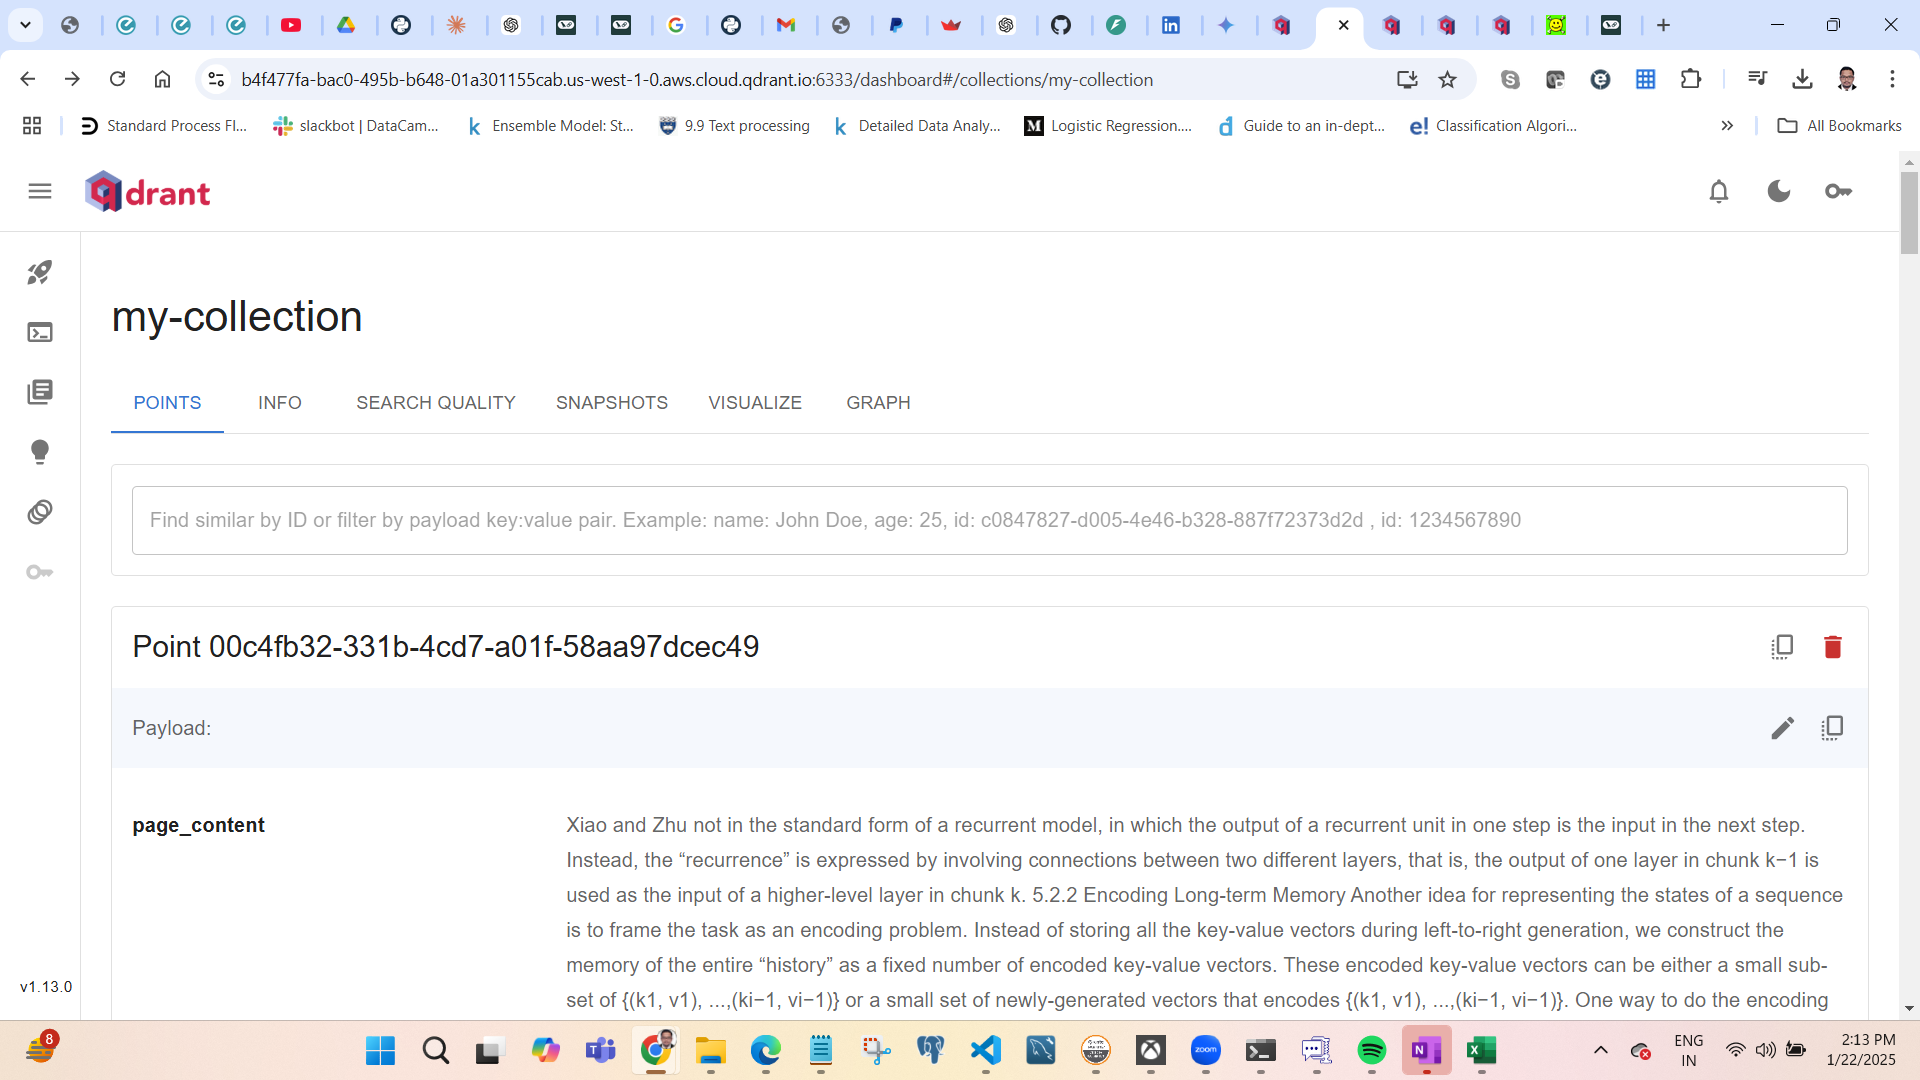 b4f477fa-bac0-495b-b648-01a301155cab.us-west-1-0.aws.cloud.qdrant.io:6333/dashboard#/collections/my-collection
Standard Process Fl...
slackbot | DataCam...
Ensemble Model: St...
9.9 Text processing
Detailed Data Analy...
Logistic Regression....
Guide to an in-dept...
Classification Algori...
All Bookmarks
qdrant
my-collection
POINTS
INFO
SEARCH QUALITY
SNAPSHOTS
VISUALIZE
GRAPH
Find similar by ID or filter by payload key:value pair. Example: name: John Doe, age: 25, id: c0847827-d005-4e46-b328-887f72373d2d , id: 1234567890
Point 00c4fb32-331b-4cd7-a01f-58aa97dcec49
Payload:
page_content
Xiao and Zhu not in the standard form of a recurrent model, in which the output of a recurrent unit in one step is the input in the next step.
Instead, the “recurrence” is expressed by involving connections between two different layers, that is, the output of one layer in chunk k−1 is
used as the input of a higher-level layer in chunk k. 5.2.2 Encoding Long-term Memory Another idea for representing the states of a sequence
is to frame the task as an encoding problem. Instead of storing all the key-value vectors during left-to-right generation, we construct the
memory of the entire “history” as a fixed number of encoded key-value vectors. These encoded key-value vectors can be either a small sub-
set of {(k1, v1), ...,(ki−1, vi−1)} or a small set of newly-generated vectors that encodes {(k1, v1), ...,(ki−1, vi−1)}. One way to do the encoding
v1.13.0
8
zoom
ENG
IN
2:13 PM
1/22/2025